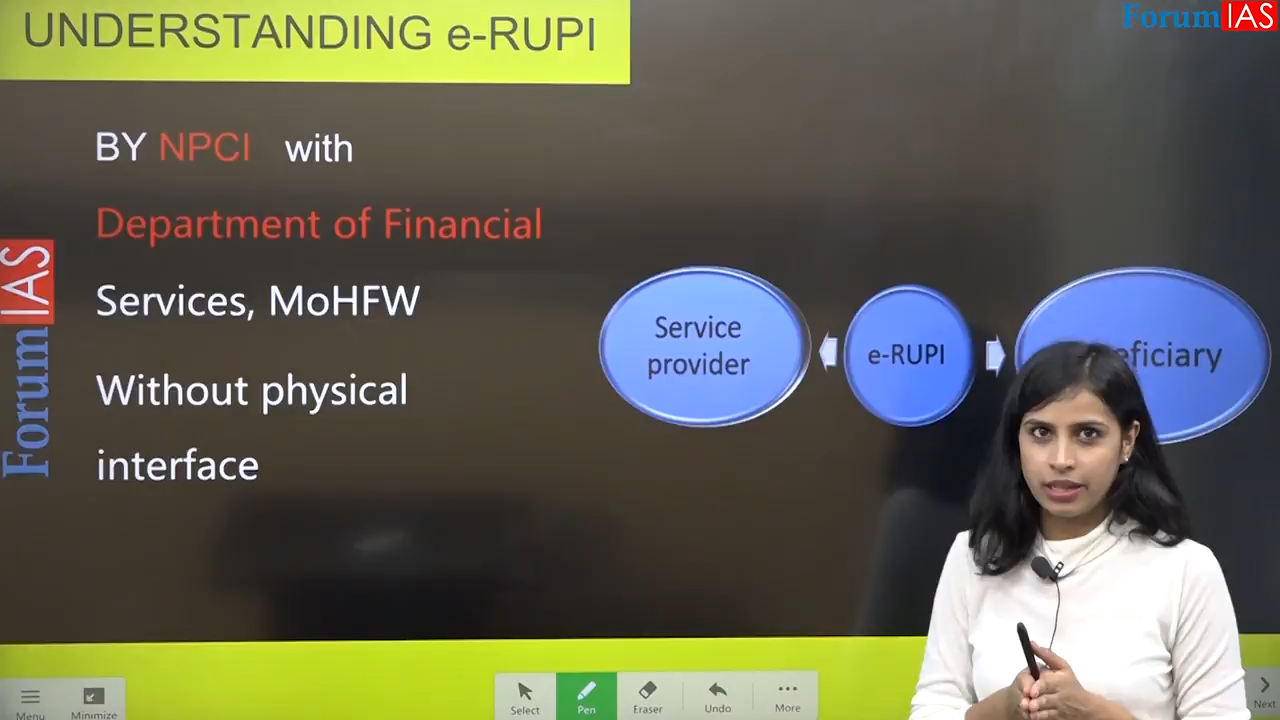 UNDERSTANDING e-RUPI
ForumIAS
BY NPCI with
Department of Financial
Services, MoHFW
Without physical
interface
ForumIAS
Service
provider
e-RUPI
eficiary
Menu
Minimize
Select
Pen
Eraser
Undo
More
Next